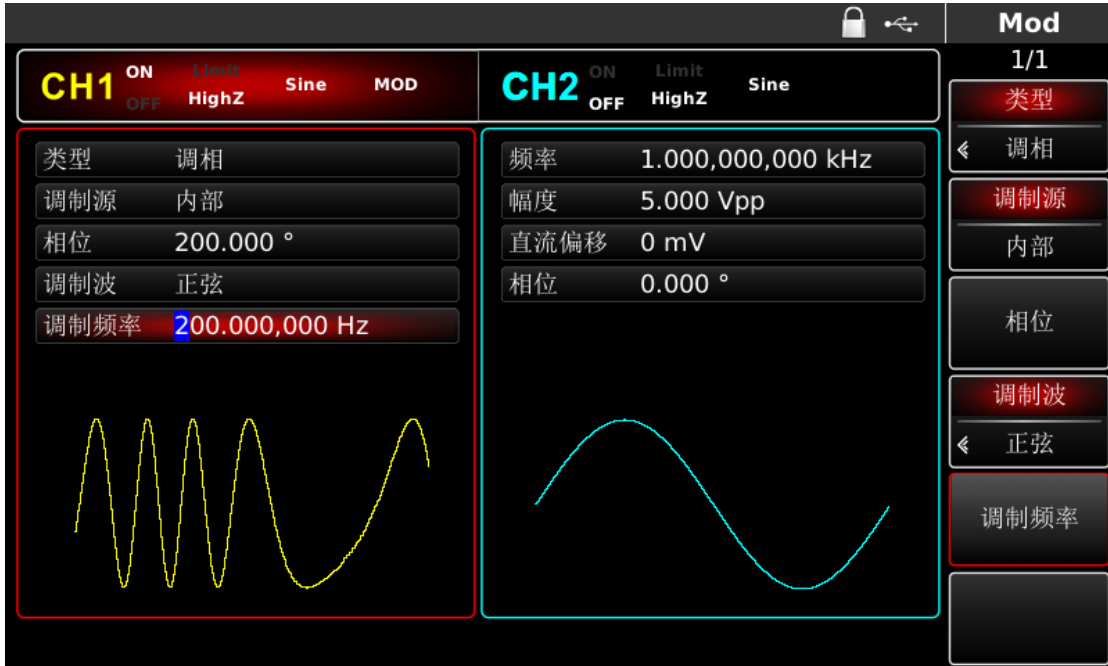 Mod
1/1
CH1 ON OFF Limit HighZ Sine MOD
CH2 ON OFF Limit HighZ Sine
类型 调相
调制源 内部
相位 200.000 °
调制波 正弦
调制频率 200.000,000 Hz
频率 1.000,000,000 kHz
幅度 5.000 Vpp
直流偏移 0 mV
相位 0.000 °
类型
调相
调制源
内部
相位
调制波
正弦
调制频率